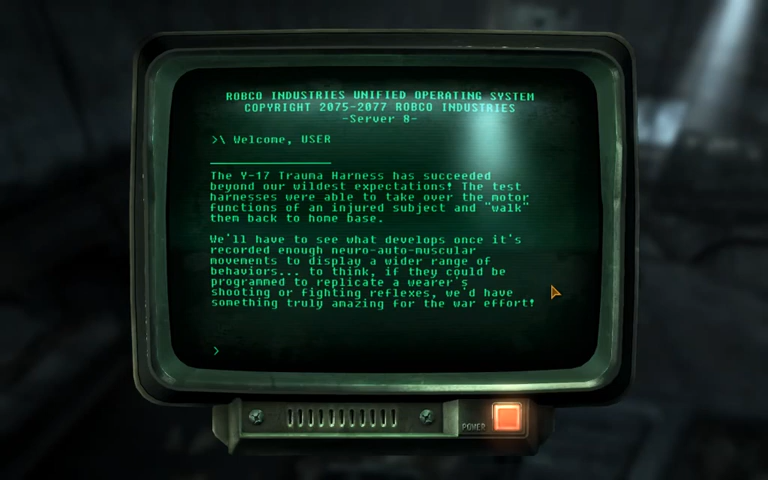 ROBCO INDUSTRIES UNIFIED OPERATING SYSTEM
COPYRIGHT 2075-2077 ROBCO INDUSTRIES
-Server 8-
>\ Welcome, USER
The Y-17 Trauma Harness has succeeded
beyond our wildest expectations! The test
harnesses were able to take over the motor
functions of an injured subject and "walk"
them back to home base.
We'll have to see what develops once it's
recorded enough neuro-auto-muscular
movements to display a wider range of
behaviors... to think, if they could be
programmed to replicate a wearer's
shooting or fighting reflexes, we'd have
something truly amazing for the war effort!
>
POWER